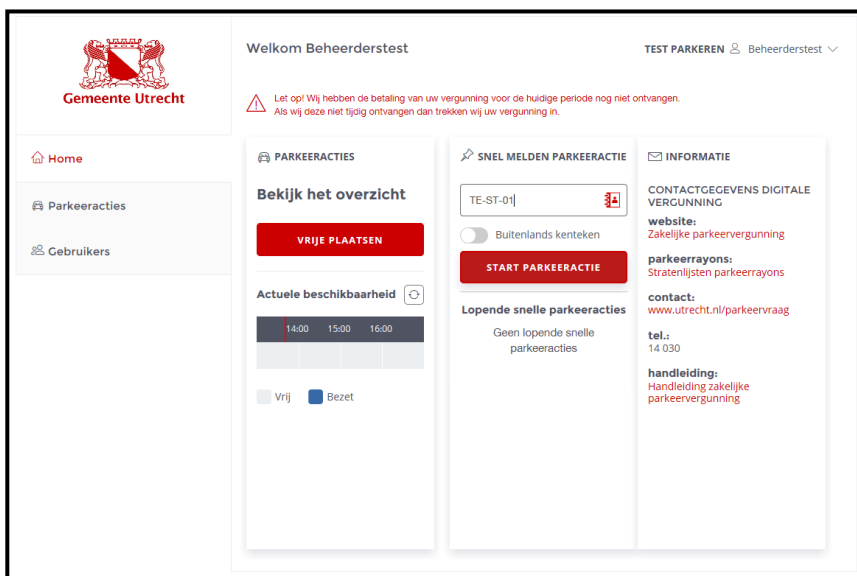 Gemeente Utrecht
Home
Parkeeracties
Gebruikers
Welkom Beheerderstest
TEST PARKEREN Beheerderstest
Let op! Wij hebben de betaling van uw vergunning voor de huidige periode nog niet ontvangen.
Als wij deze niet tijdig ontvangen dan trekken wij uw vergunning in.
PARKEERACTIES
Bekijk het overzicht
VRIJE PLAATSEN
Actuele beschikbaarheid
14:00 15:00 16:00
Vrij Bezet
SNEL MELDEN PARKEERACTIE
TE-ST-01
Buitenlands kenteken
START PARKEERACTIE
Lopende snelle parkeeracties
Geen lopende snelle
parkeeracties
INFORMATIE
CONTACTGEGEVENS DIGITALE
VERGUNNING
website:
Zakelijke parkeervergunning
parkeerrayons:
Stratenlijsten parkeerrayons
contact:
www.utrecht.nl/parkeervraag
tel.:
14 030
handleiding:
Handleiding zakelijke
parkeervergunning